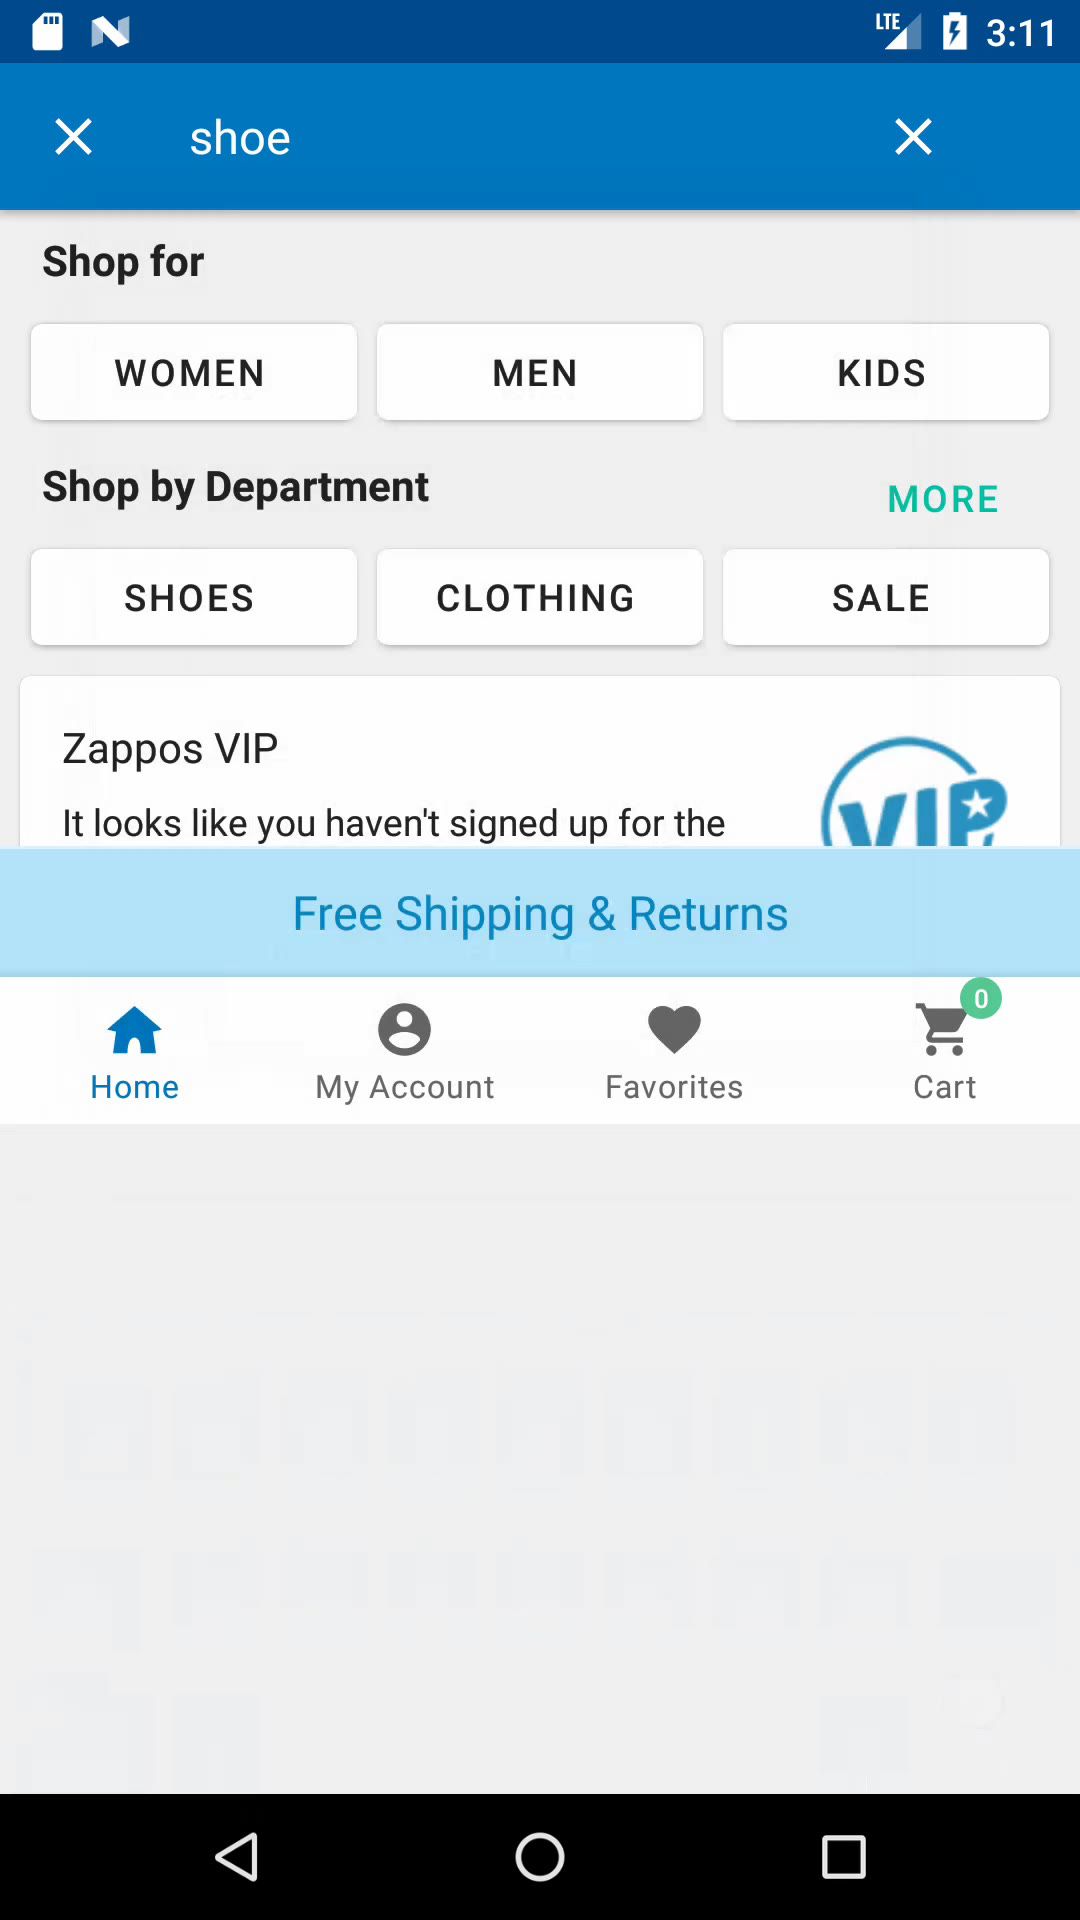 LTE 3:11
shoe
Shop for
WOMEN MEN KIDS
Shop by Department
MORE
SHOES CLOTHING SALE
Zappos VIP
It looks like you haven't signed up for the
VIP
Free Shipping & Returns
0
Home My Account Favorites Cart